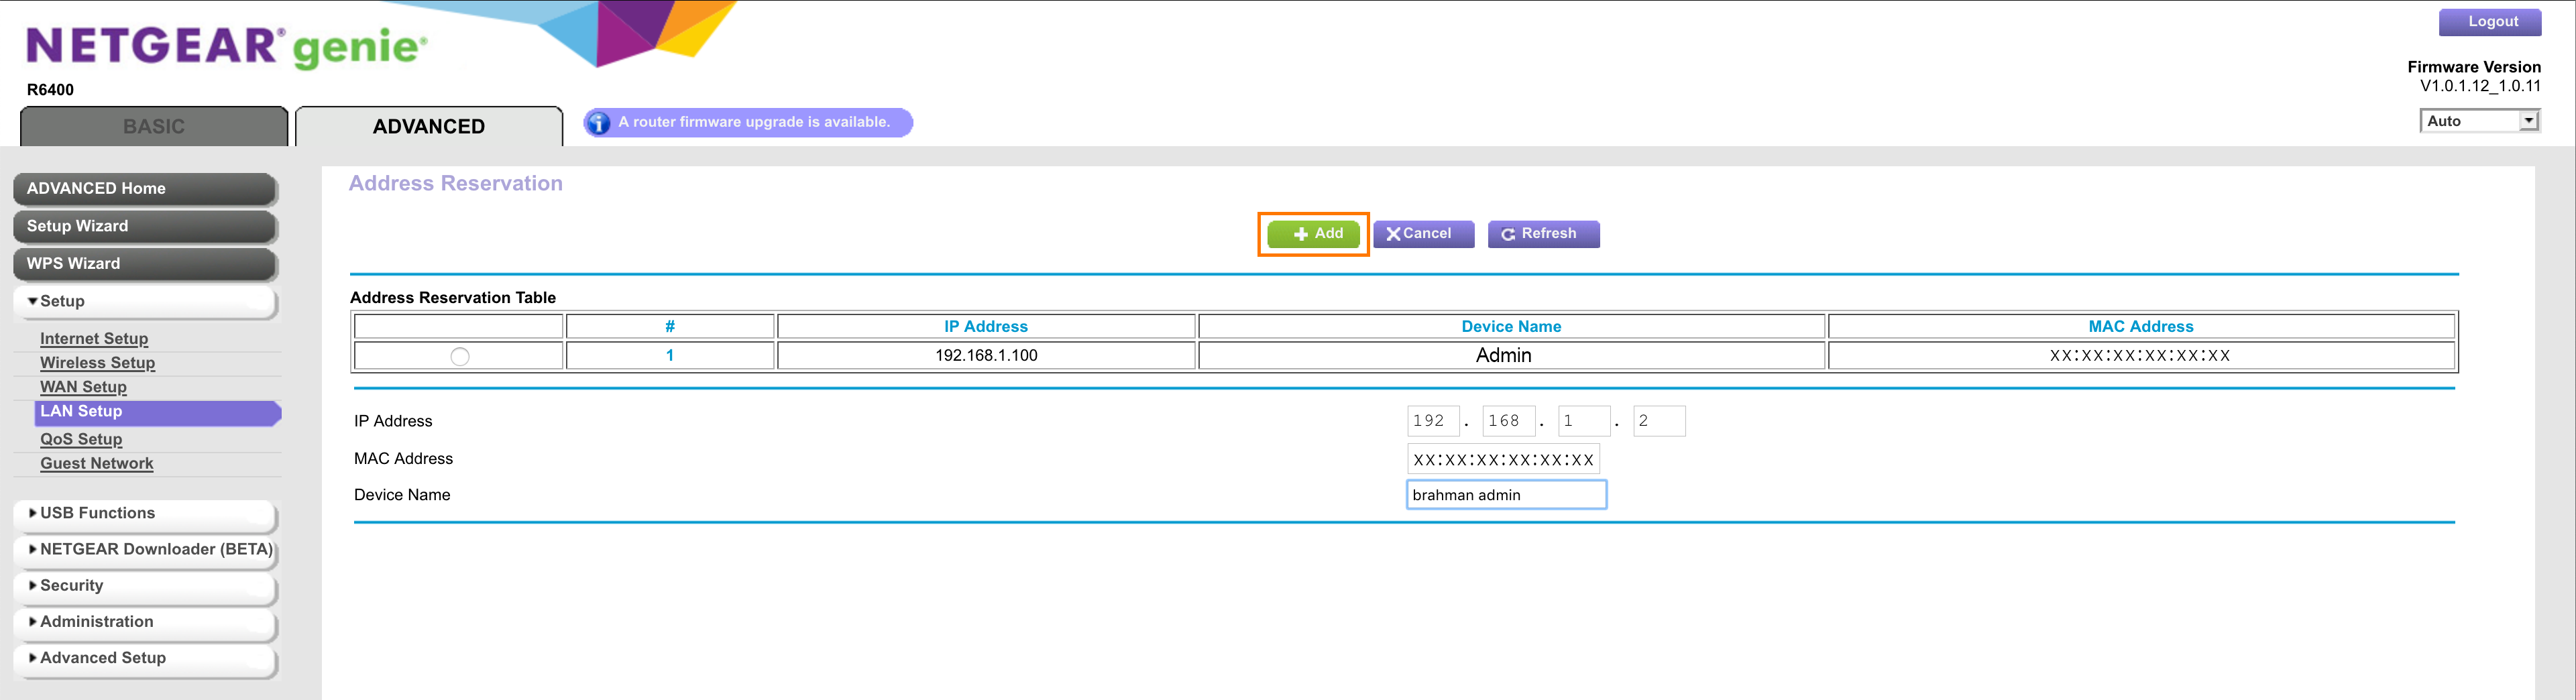 NETGEAR® genie®
Logout
R6400
Firmware Version
V1.0.1.12_1.0.11
BASIC
ADVANCED
A router firmware upgrade is available.
Auto
ADVANCED Home
Setup Wizard
WPS Wizard
Setup
Internet Setup
Wireless Setup
WAN Setup
LAN Setup
QoS Setup
Guest Network
USB Functions
NETGEAR Downloader (BETA)
Security
Administration
Advanced Setup
Address Reservation
Add Cancel Refresh
Address Reservation Table
# IP Address Device Name MAC Address
1 192.168.1.100 Admin XX:XX:XX:XX:XX:XX
IP Address 192 . 168 . 1 . 2
MAC Address XX:XX:XX:XX:XX:XX
Device Name brahman admin